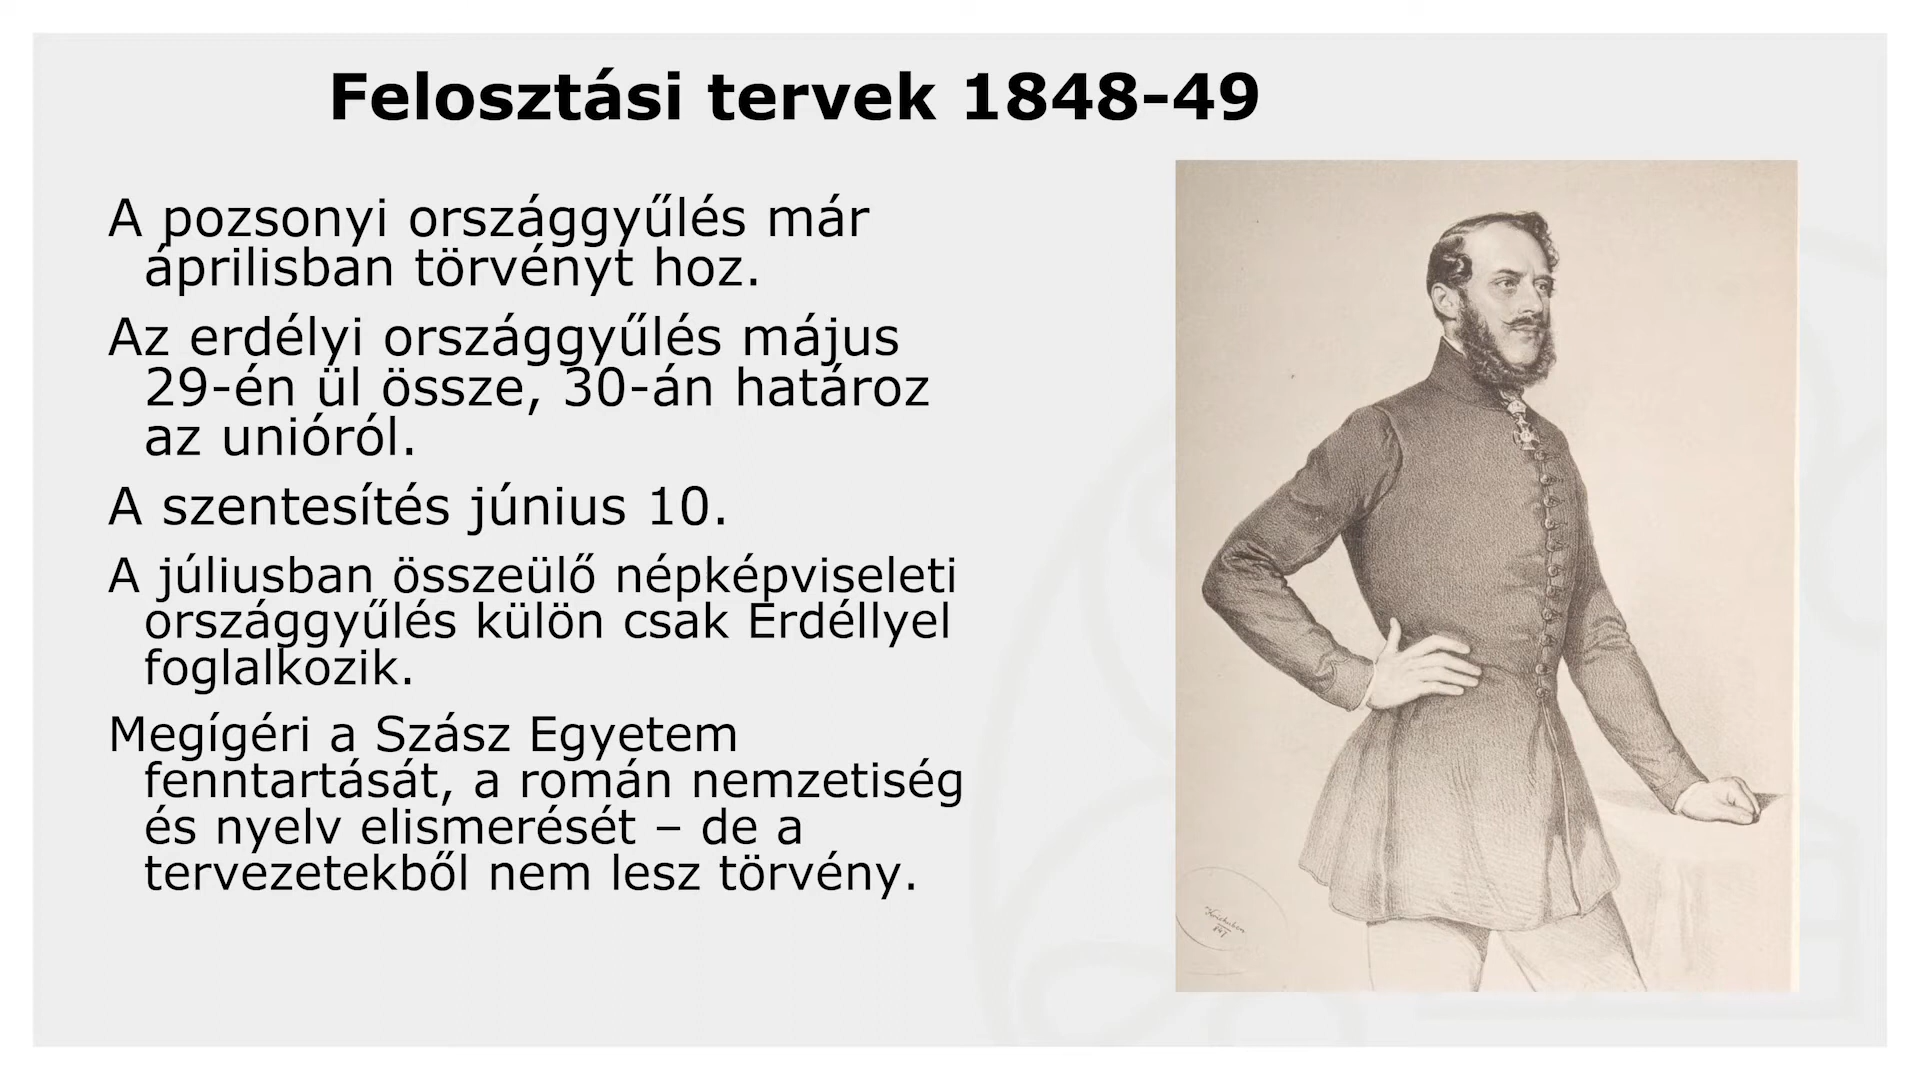 Felosztási tervek 1848-49
A pozsonyi országgyűlés már
áprilisban törvényt hoz.
Az erdélyi országgyűlés május
29-én ül össze, 30-án határoz
az unióról.
A szentesítés június 10.
A júliusban összeülő népképviseleti
országgyűlés külön csak Erdéllyel
foglalkozik.
Megígéri a Szász Egyetem
fenntartását, a román nemzetiség
és nyelv elismerését – de a
tervezetekből nem lesz törvény.